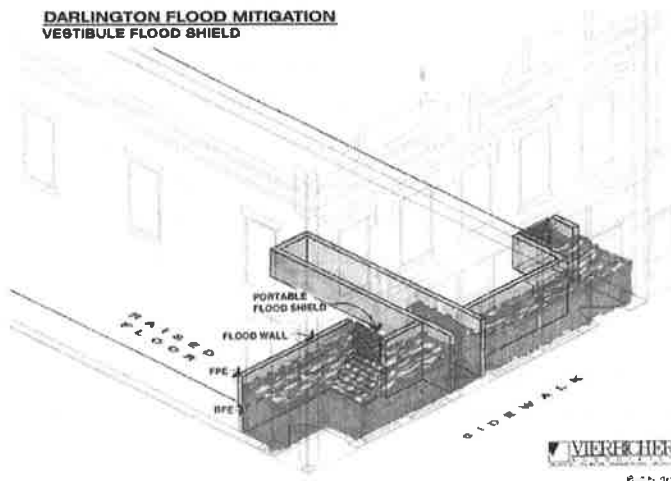 DARLINGTON FLOOD MITIGATION
VESTIBULE FLOOD SHIELD
PORTABLE
FLOOD SHIELD
FLOOD WALL
RAISED
FLOOR
FPE
BFE
SIDEWALK
VIERBICHER